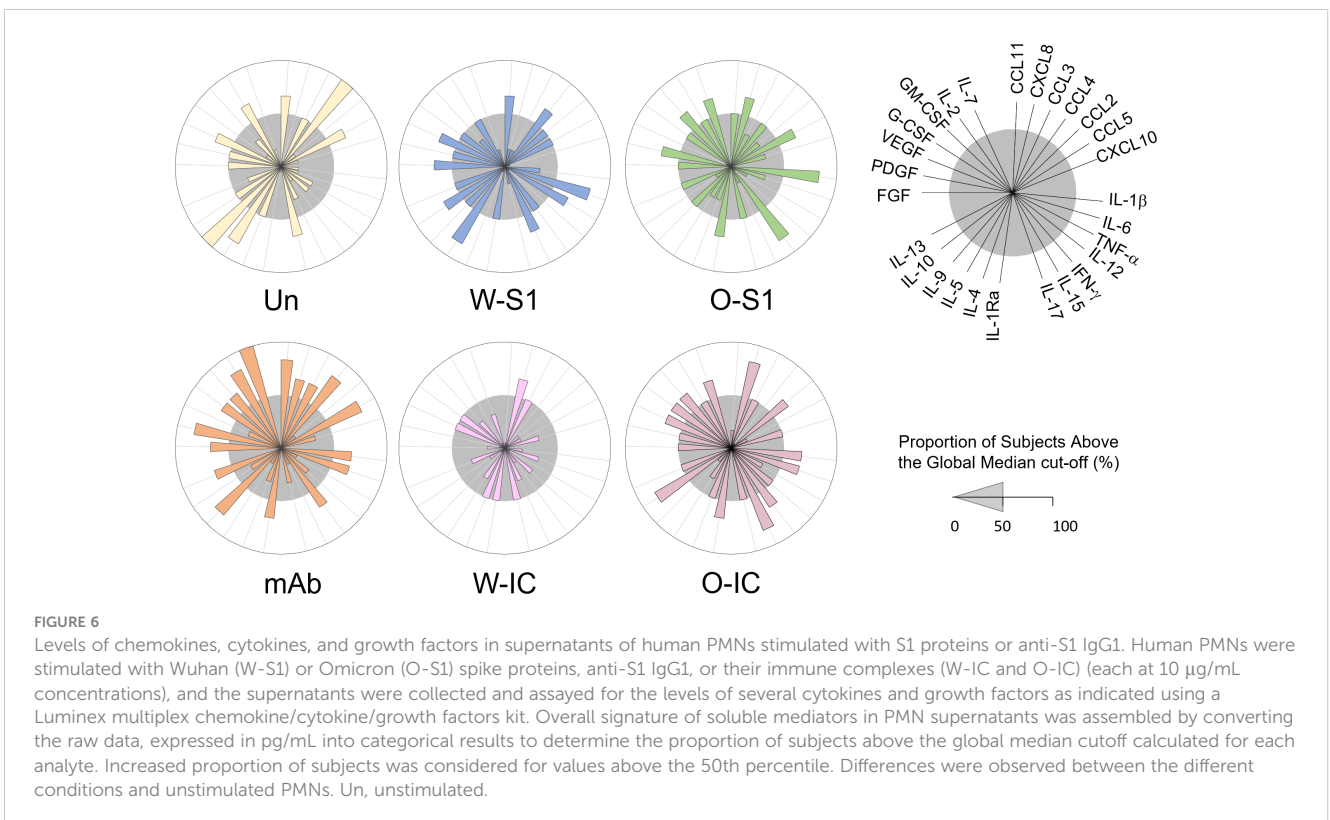 CCL11
CXCL8
CCL3
CCL4
CCL2
CCL5
CXCL10
IL-1β
IL-6
TNF-α
IL-12
IFN-γ
IL-15
IL-17
IL-1Ra
IL-4
IL-5
IL-9
IL-10
IL-13
FGF
PDGF
VEGF
G-CSF
GM-CSF
IL-2
IL-7
Un
W-S1
O-S1
mAb
W-IC
O-IC
Proportion of Subjects Above
the Global Median cut-off (%)
0 50 100
FIGURE 6
Levels of chemokines, cytokines, and growth factors in supernatants of human PMNs stimulated with S1 proteins or anti-S1 IgG1. Human PMNs were
stimulated with Wuhan (W-S1) or Omicron (O-S1) spike proteins, anti-S1 IgG1, or their immune complexes (W-IC and O-IC) (each at 10 μg/mL
concentrations), and the supernatants were collected and assayed for the levels of several cytokines and growth factors as indicated using a
Luminex multiplex chemokine/cytokine/growth factors kit. Overall signature of soluble mediators in PMN supernatants was assembled by converting
the raw data, expressed in pg/mL into categorical results to determine the proportion of subjects above the global median cutoff calculated for each
analyte. Increased proportion of subjects was considered for values above the 50th percentile. Differences were observed between the different
conditions and unstimulated PMNs. Un, unstimulated.